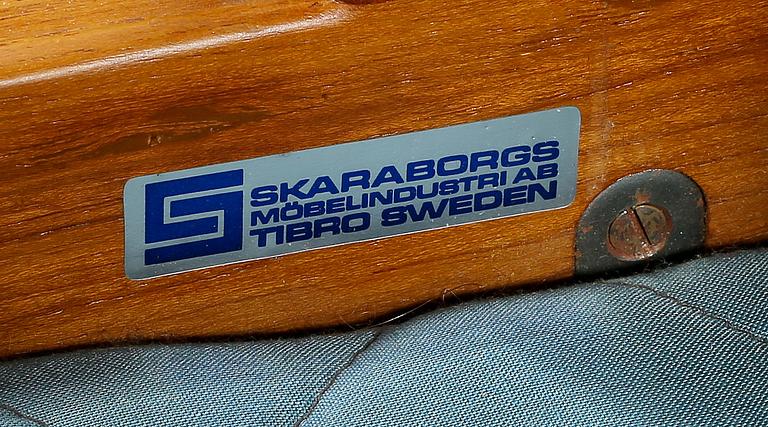 SKARABORGS
MÖBELINDUSTRI AB
TIBRO SWEDEN